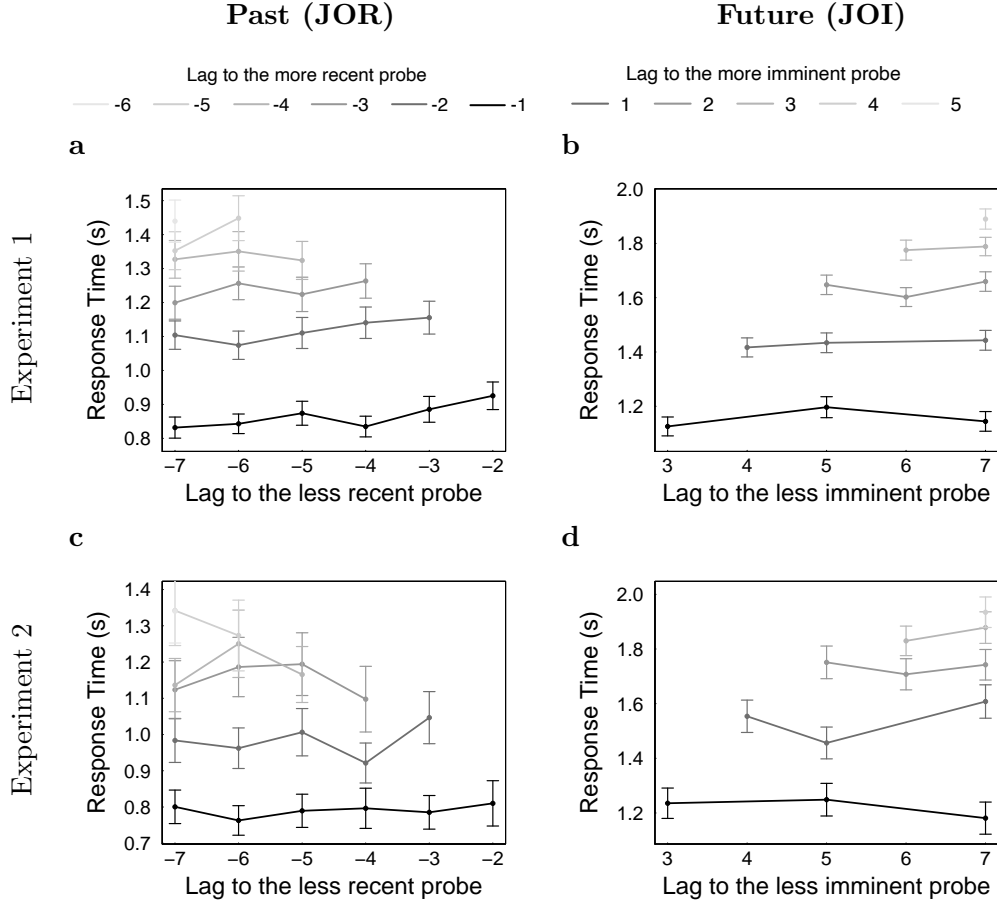 Past (JOR)
Future (JOI)
Lag to the more recent probe
-6 -5 -4 -3 -2 -1
Lag to the more imminent probe
1 2 3 4 5
a
b
Experiment 1
Response Time (s)
1.5
1.4
1.3
1.2
1.1
1.0
0.9
0.8
−7 −6 −5 −4 −3 −2
Lag to the less recent probe
Response Time (s)
2.0
1.8
1.6
1.4
1.2
3 4 5 6 7
Lag to the less imminent probe
c
d
Experiment 2
Response Time (s)
1.4
1.3
1.2
1.1
1.0
0.9
0.8
0.7
−7 −6 −5 −4 −3 −2
Lag to the less recent probe
Response Time (s)
2.0
1.8
1.6
1.4
1.2
3 4 5 6 7
Lag to the less imminent probe